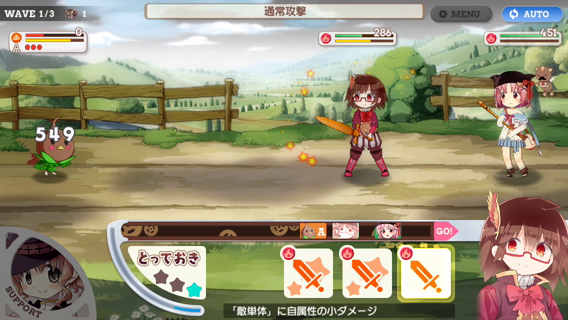 WAVE 1/3
1
通常攻撃
MENU
AUTO
0
A
286
451
549
GO!
とっておき
SUPPORT
「敵単体」に自属性の小ダメージ